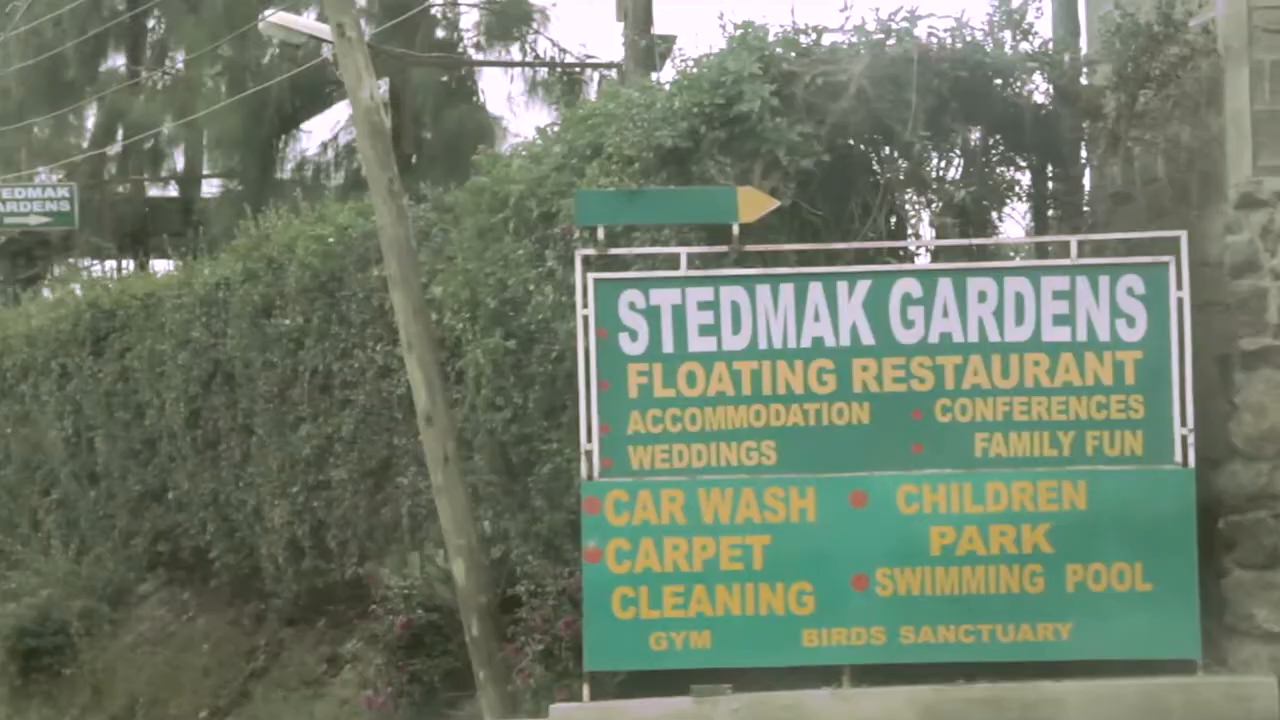 EDMAK
ARDENS
STEDMAK GARDENS
FLOATING RESTAURANT
ACCOMMODATION CONFERENCES
WEDDINGS FAMILY FUN
CAR WASH CHILDREN
CARPET PARK
CLEANING SWIMMING POOL
GYM BIRDS SANCTUARY